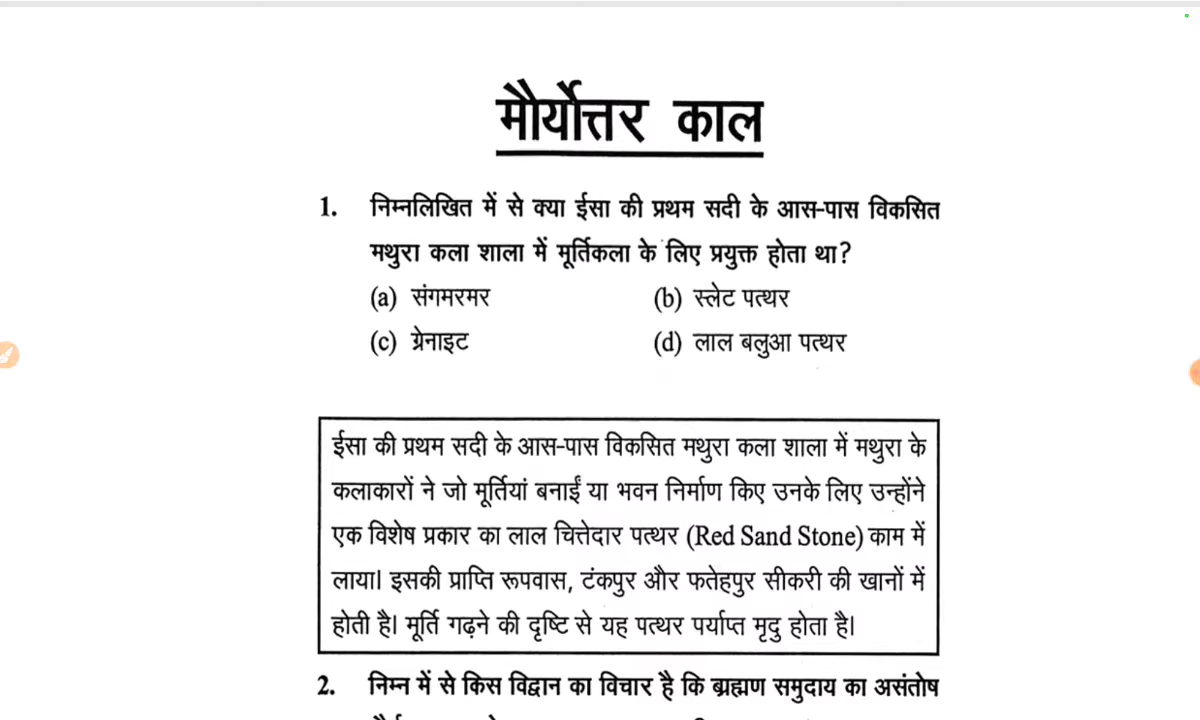 मौर्योत्तर काल
1. निम्नलिखित में से क्या ईसा की प्रथम सदी के आस-पास विकसित
मथुरा कला शाला में मूर्तिकला के लिए प्रयुक्त होता था?
(a) संगमरमर (b) स्लेट पत्थर
(c) ग्रेनाइट (d) लाल बलुआ पत्थर
ईसा की प्रथम सदी के आस-पास विकसित मथुरा कला शाला में मथुरा के
कलाकारों ने जो मूर्तियां बनाईं या भवन निर्माण किए उनके लिए उन्होंने
एक विशेष प्रकार का लाल चित्तेदार पत्थर (Red Sand Stone) काम में
लाया। इसकी प्राप्ति रूपवास, टंकपुर और फतेहपुर सीकरी की खानों में
होती है। मूर्ति गढ़ने की दृष्टि से यह पत्थर पर्याप्त मृदु होता है।
2. निम्न में से किस विद्वान का विचार है कि ब्राह्मण समुदाय का असंतोष